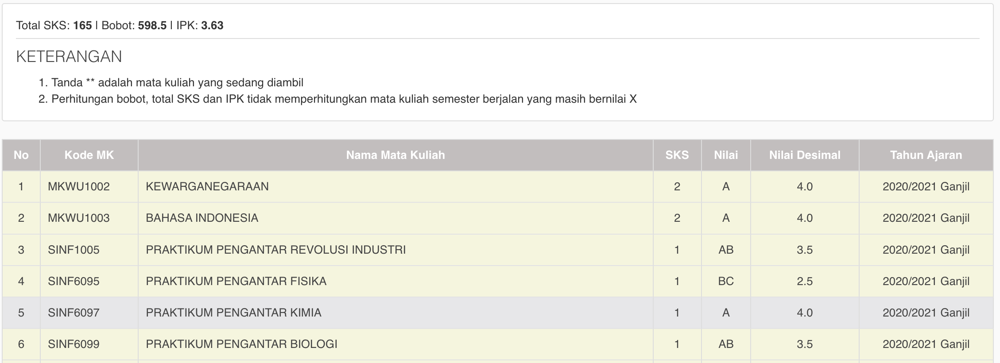 Total SKS: 165 | Bobot: 598.5 | IPK: 3.63
KETERANGAN
1. Tanda ** adalah mata kuliah yang sedang diambil
2. Perhitungan bobot, total SKS dan IPK tidak memperhitungkan mata kuliah semester berjalan yang masih bernilai X
No Kode MK Nama Mata Kuliah SKS Nilai Nilai Desimal Tahun Ajaran
1 MKWU1002 KEWARGANEGARAAN 2 A 4.0 2020/2021 Ganjil
2 MKWU1003 BAHASA INDONESIA 2 A 4.0 2020/2021 Ganjil
3 SINF1005 PRAKTIKUM PENGANTAR REVOLUSI INDUSTRI 1 AB 3.5 2020/2021 Ganjil
4 SINF6095 PRAKTIKUM PENGANTAR FISIKA 1 BC 2.5 2020/2021 Ganjil
5 SINF6097 PRAKTIKUM PENGANTAR KIMIA 1 A 4.0 2020/2021 Ganjil
6 SINF6099 PRAKTIKUM PENGANTAR BIOLOGI 1 AB 3.5 2020/2021 Ganjil